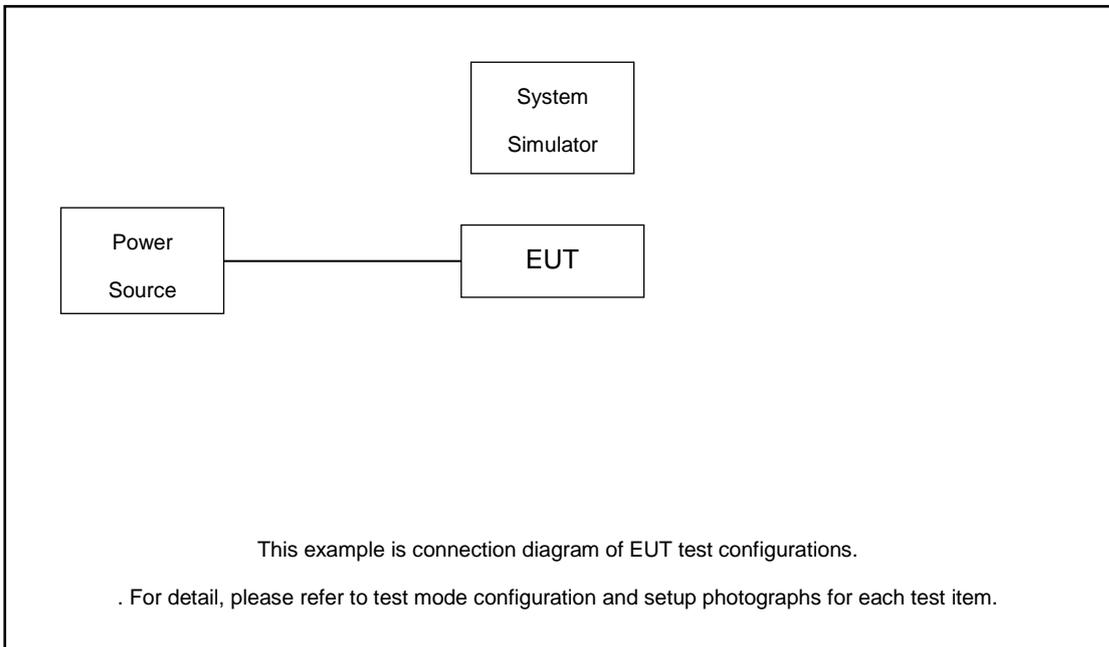 System
Simulator
Power
Source
EUT
This example is connection diagram of EUT test configurations.
. For detail, please refer to test mode configuration and setup photographs for each test item.